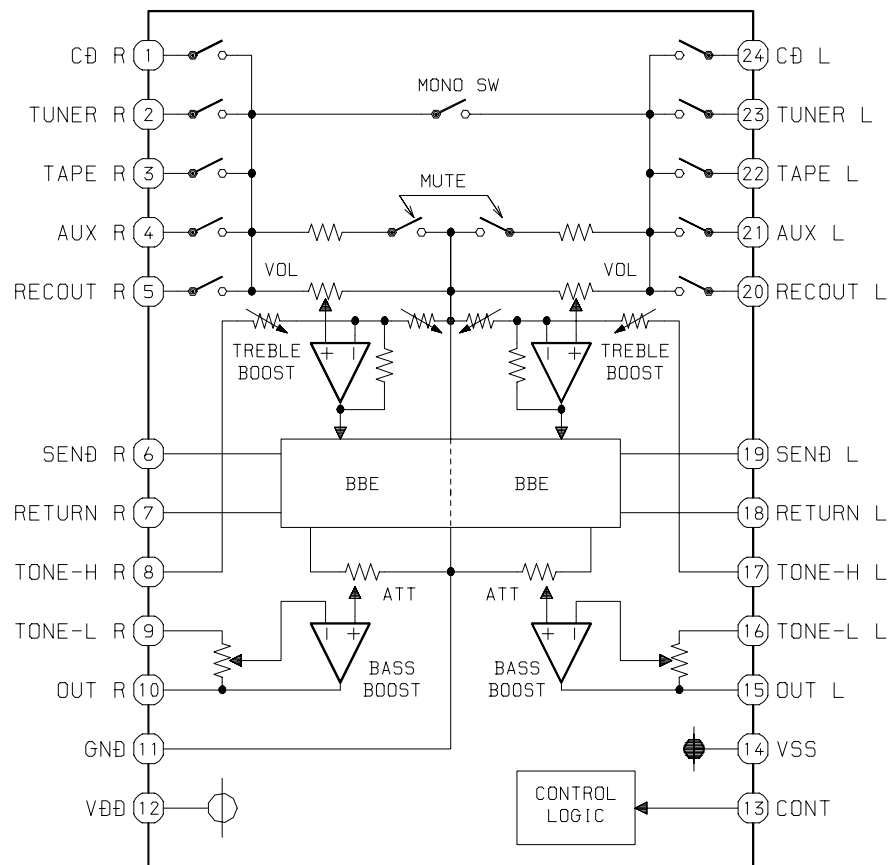 CD R 1 24 CD L
MONO SW
TUNER R 2 23 TUNER L
TAPE R 3 22 TAPE L
MUTE
AUX R 4 21 AUX L
VOL VOL
RECOUT R 5 20 RECOUT L
TREBLE BOOST + − − + TREBLE BOOST
SEND R 6 19 SEND L
BBE BBE
RETURN R 7 18 RETURN L
TONE-H R 8 17 TONE-H L
ATT ATT
TONE-L R 9 − + + − 16 TONE-L L
BASS BOOST BASS BOOST
OUT R 10 15 OUT L
GND 11 14 VSS
VDD 12 CONTROL LOGIC 13 CONT